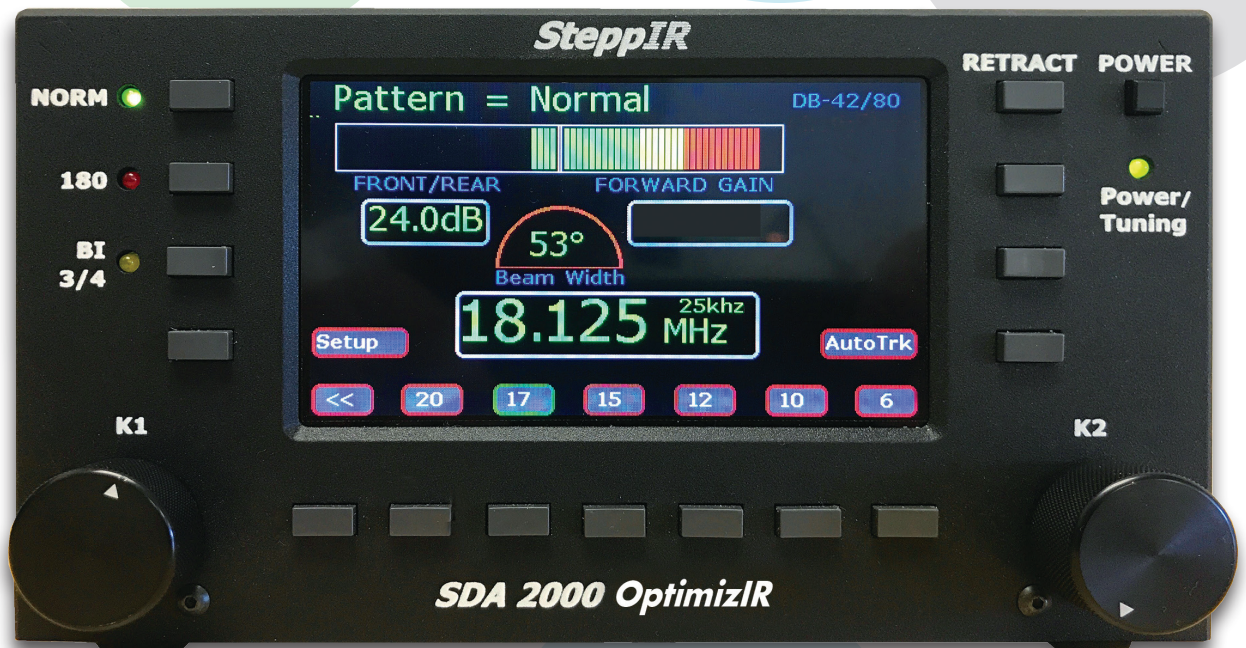 SteppIR
NORM
180
BI
3/4
K1
Pattern = Normal
DB-42/80
FRONT/REAR
FORWARD GAIN
24.0dB
53°
Beam Width
18.125 MHz
25khz
Setup
AutoTrk
<< 20 17 15 12 10 6
RETRACT
POWER
Power/
Tuning
K2
SDA 2000 OptimizIR